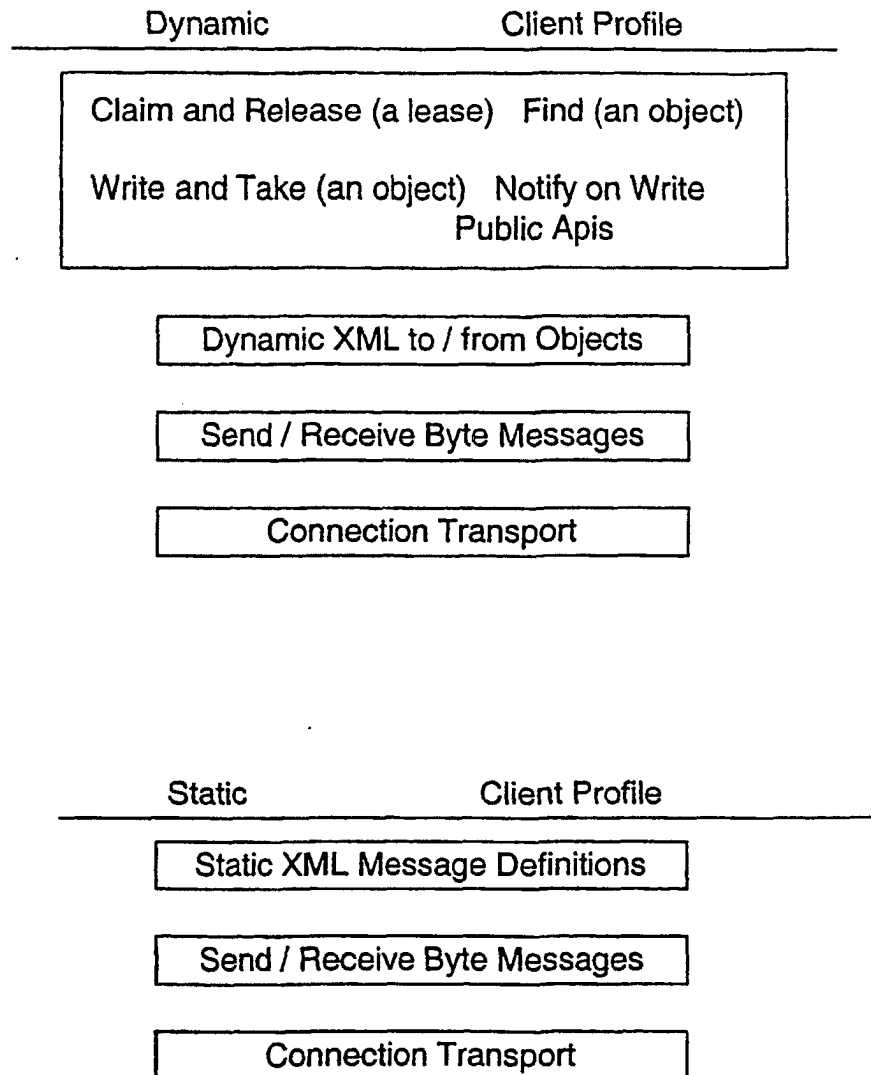 Dynamic Client Profile
Claim and Release (a lease) Find (an object)
Write and Take (an object) Notify on Write
Public Apis
Dynamic XML to / from Objects
Send / Receive Byte Messages
Connection Transport
Static Client Profile
Static XML Message Definitions
Send / Receive Byte Messages
Connection Transport